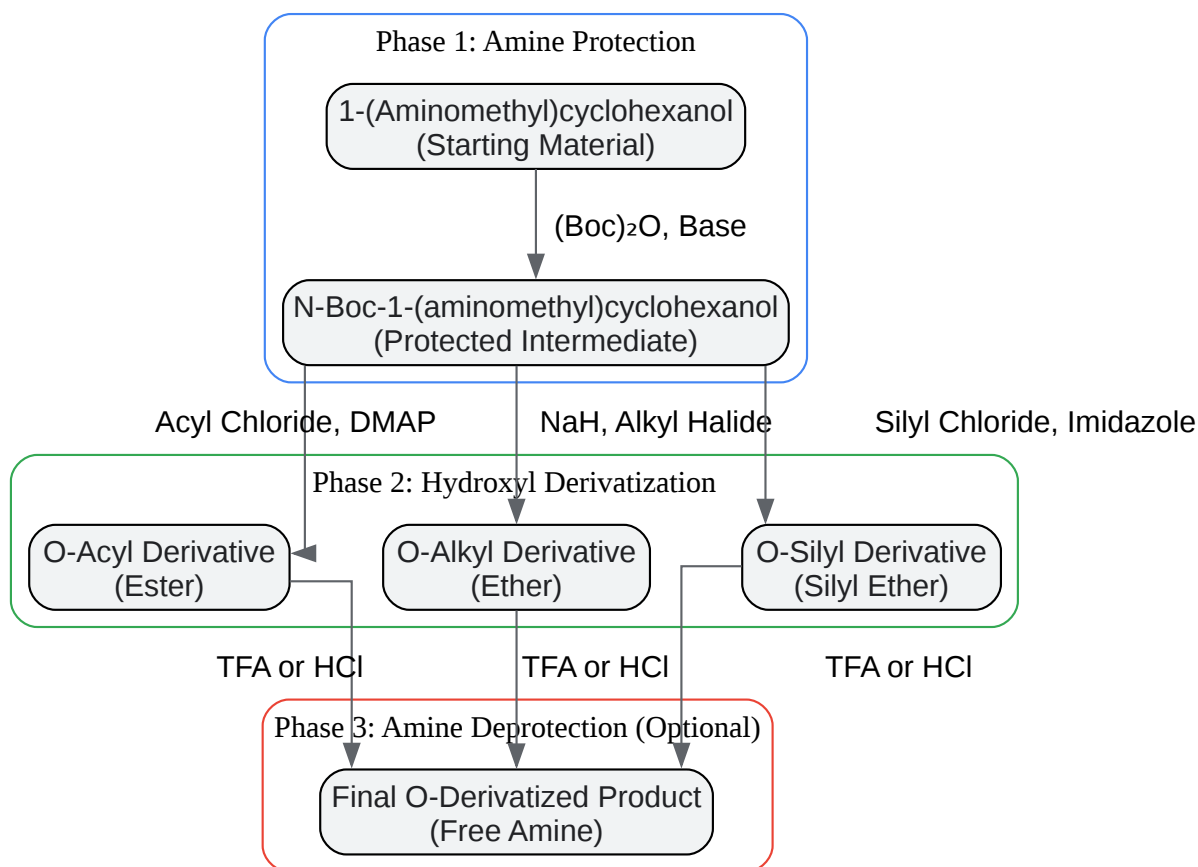 Phase 1: Amine Protection
1-(Aminomethyl)cyclohexanol
(Starting Material)
(Boc)₂O, Base
N-Boc-1-(aminomethyl)cyclohexanol
(Protected Intermediate)
Acyl Chloride, DMAP
NaH, Alkyl Halide
Silyl Chloride, Imidazole
Phase 2: Hydroxyl Derivatization
O-Acyl Derivative
(Ester)
O-Alkyl Derivative
(Ether)
O-Silyl Derivative
(Silyl Ether)
TFA or HCl
TFA or HCl
TFA or HCl
Phase 3: Amine Deprotection (Optional)
Final O-Derivatized Product
(Free Amine)